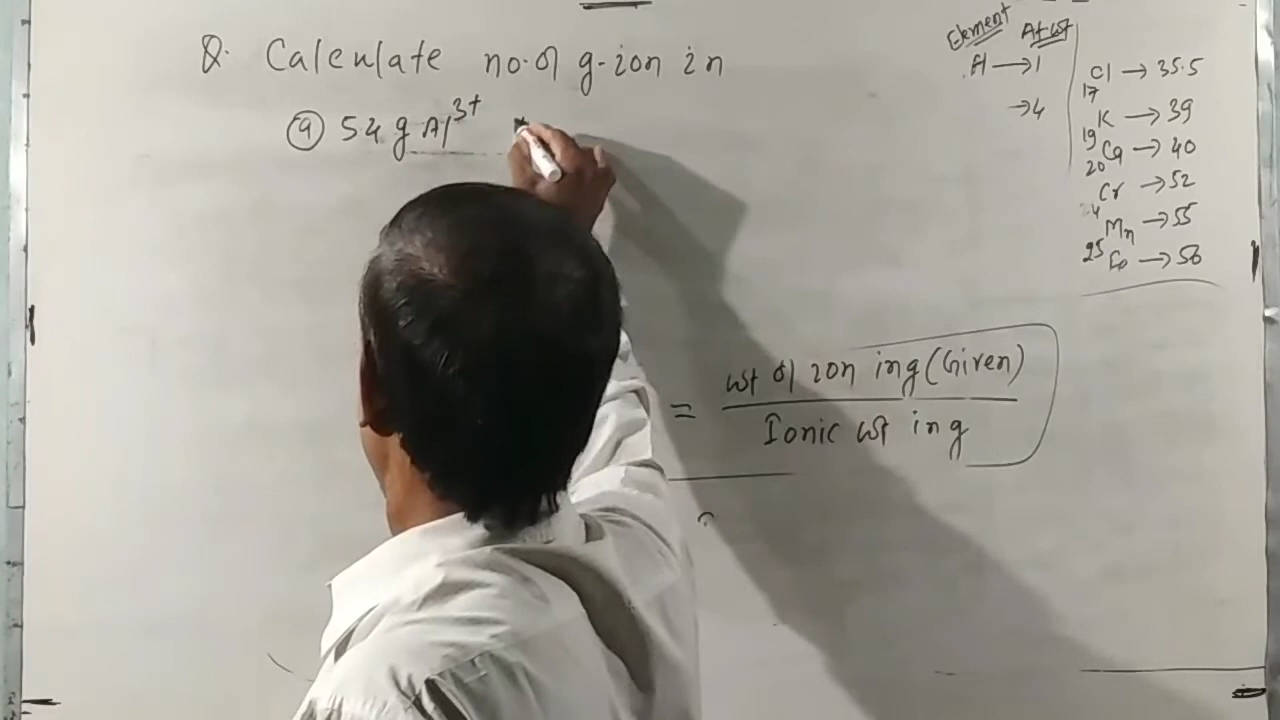 Q. Calculate no. of g-ion in
(a) 54 g Al3+
= wt of ion in g (Given)
Ionic wt in g
Element At wt
H → 1
→ 4
Cl → 35.5
17
K → 39
19
Ca → 40
20
Cr → 52
Mn → 55
25
Fe → 56